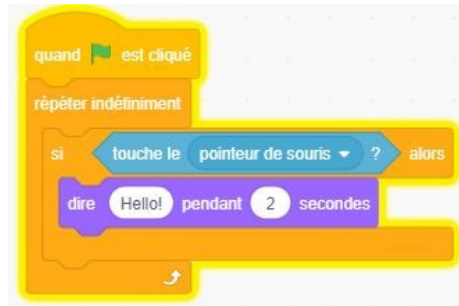 quand est cliqué
répéter indéfiniment
si touche le pointeur de souris ? alors
dire Hello! pendant 2 secondes